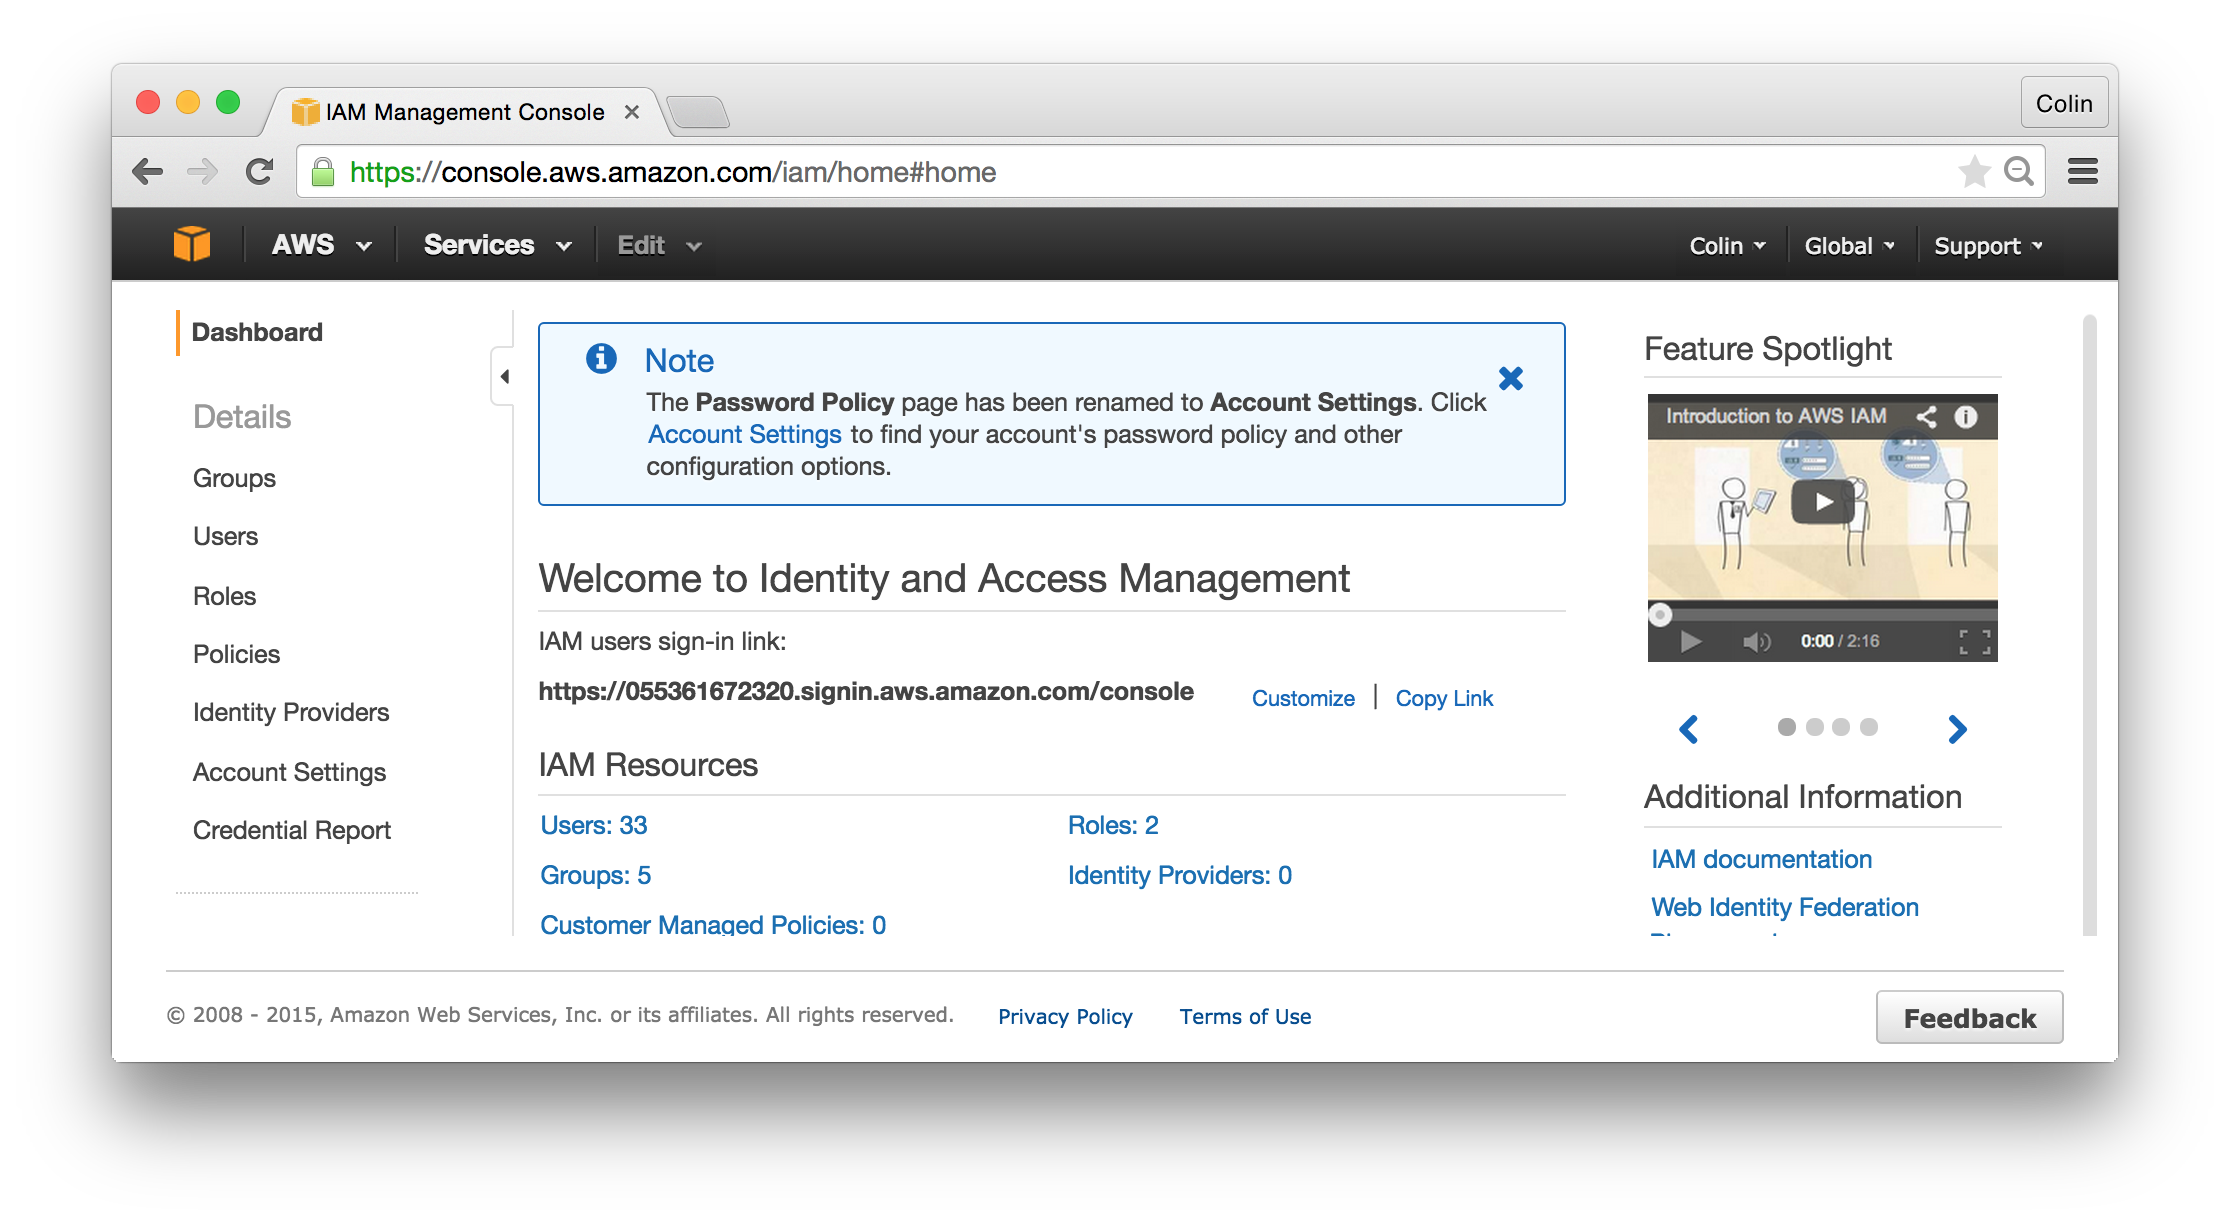 IAM Management Console
Colin
https://console.aws.amazon.com/iam/home#home
AWS Services Edit Colin Global Support
Dashboard
Details
Groups
Users
Roles
Policies
Identity Providers
Account Settings
Credential Report
Note
The Password Policy page has been renamed to Account Settings. Click
Account Settings to find your account's password policy and other
configuration options.
Welcome to Identity and Access Management
IAM users sign-in link:
https://055361672320.signin.aws.amazon.com/console Customize | Copy Link
IAM Resources
Users: 33 Roles: 2
Groups: 5 Identity Providers: 0
Customer Managed Policies: 0
Feature Spotlight
Introduction to AWS IAM
0:00 / 2:16
Additional Information
IAM documentation
Web Identity Federation
© 2008 - 2015, Amazon Web Services, Inc. or its affiliates. All rights reserved. Privacy Policy Terms of Use
Feedback